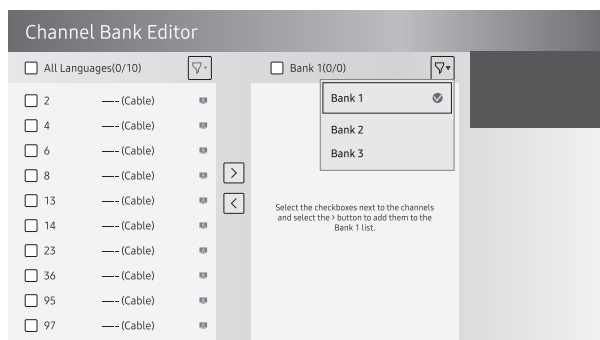 Channel Bank Editor
All Languages(0/10)
Bank 1(0/0)
2 —-- (Cable)
4 —-- (Cable)
6 —-- (Cable)
8 —-- (Cable)
13 —-- (Cable)
14 —-- (Cable)
23 —-- (Cable)
36 —-- (Cable)
95 —-- (Cable)
97 —-- (Cable)
>
<
Bank 1
Bank 2
Bank 3
Select the checkboxes next to the channels
and select the > button to add them to the
Bank 1 list.